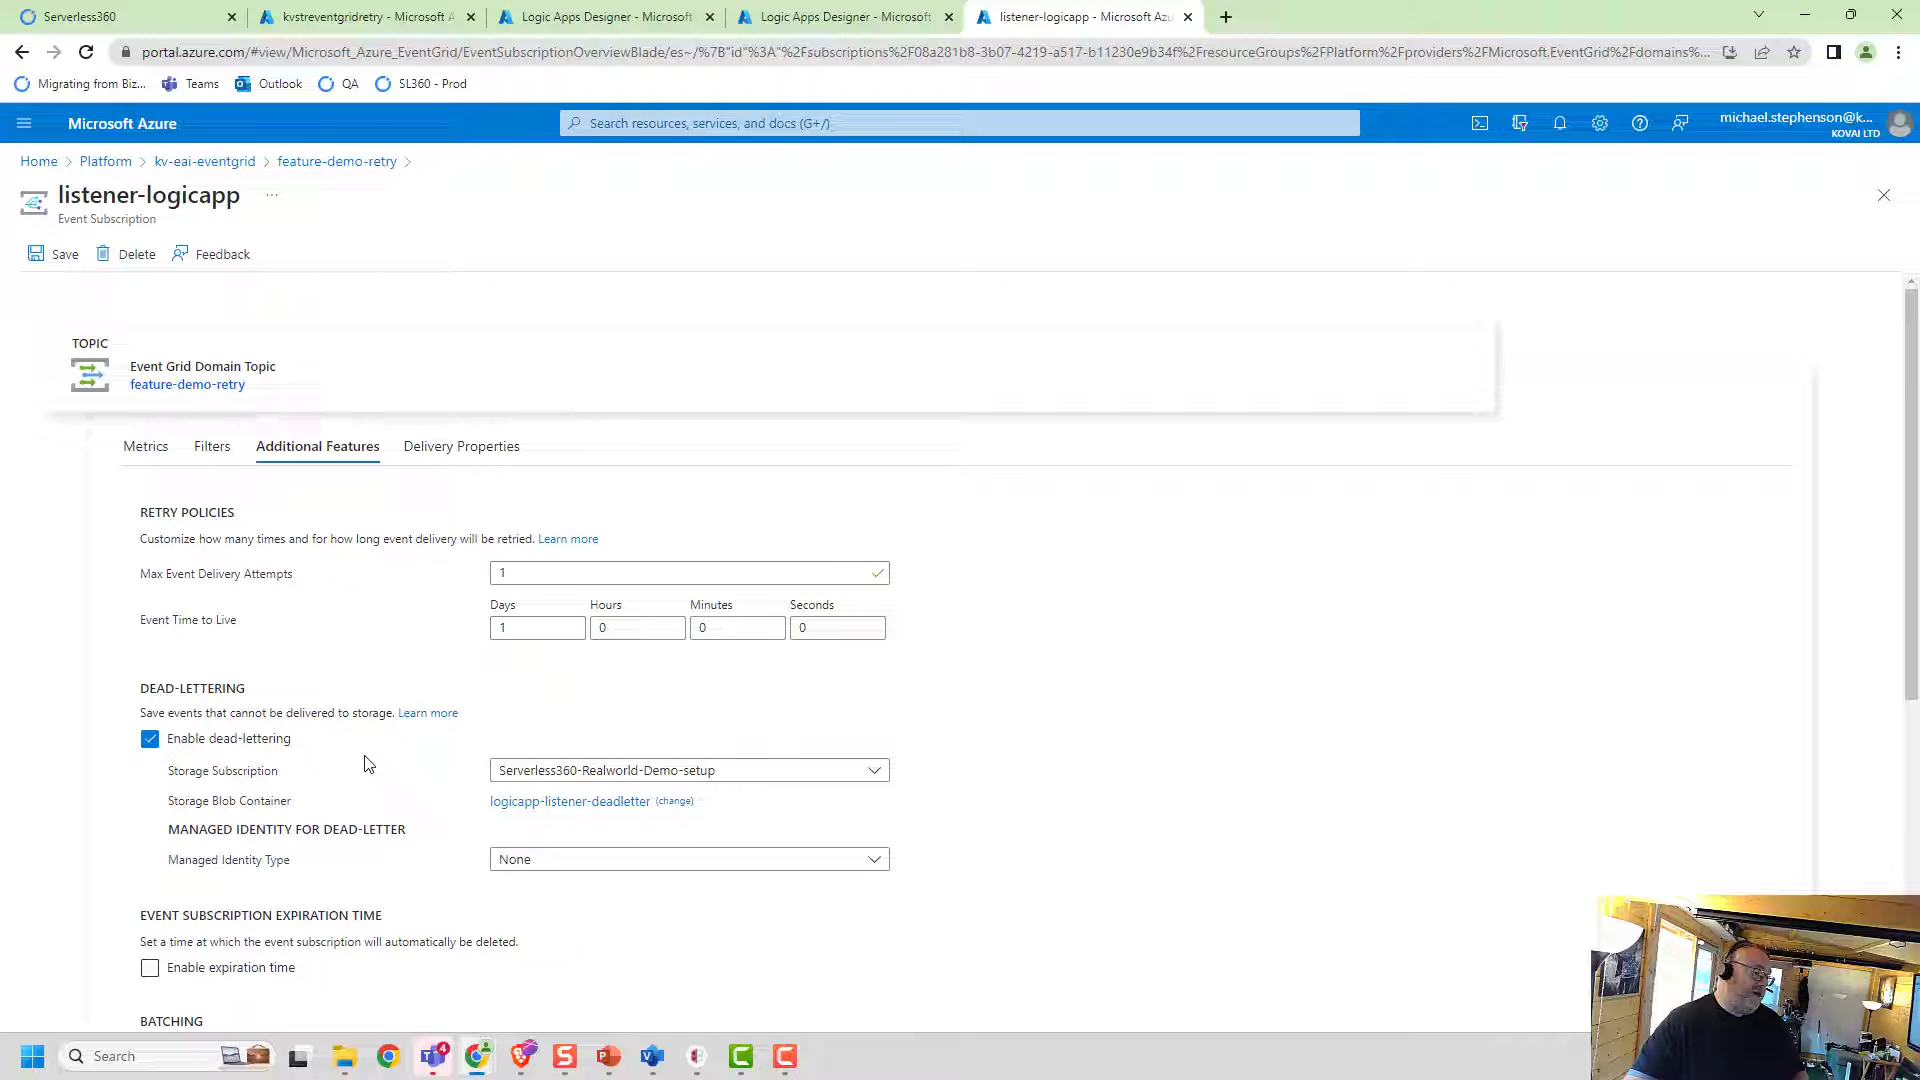 Serverless360
kvstreventgridretry - Microsoft A
Logic Apps Designer - Microsoft
Logic Apps Designer - Microsoft
listener-logicapp - Microsoft Azu
portal.azure.com/#view/Microsoft_Azure_EventGrid/EventSubscriptionOverviewBlade/es~/%7B"id"%3A"%2Fsubscriptions%2F08a281b8-3b07-4219-a517-b11230e9b34f%2FresourceGroups%2FPlatform%2Fproviders%2FMicrosoft.EventGrid%2Fdomains%...
Migrating from Biz...
Teams
Outlook
QA
SL360 - Prod
Microsoft Azure
Search resources, services, and docs (G+/)
michael.stephenson@k...
KOVAI LTD
Home > Platform > kv-eai-eventgrid > feature-demo-retry >
listener-logicapp ...
Event Subscription
Save
Delete
Feedback
TOPIC
Event Grid Domain Topic
feature-demo-retry
Metrics
Filters
Additional Features
Delivery Properties
RETRY POLICIES
Customize how many times and for how long event delivery will be retried. Learn more
Max Event Delivery Attempts
1
Days
Hours
Minutes
Seconds
Event Time to Live
1
0
0
0
DEAD-LETTERING
Save events that cannot be delivered to storage. Learn more
Enable dead-lettering
Storage Subscription
Serverless360-Realworld-Demo-setup
Storage Blob Container
logicapp-listener-deadletter (change)
MANAGED IDENTITY FOR DEAD-LETTER
Managed Identity Type
None
EVENT SUBSCRIPTION EXPIRATION TIME
Set a time at which the event subscription will automatically be deleted.
Enable expiration time
BATCHING
Search
4